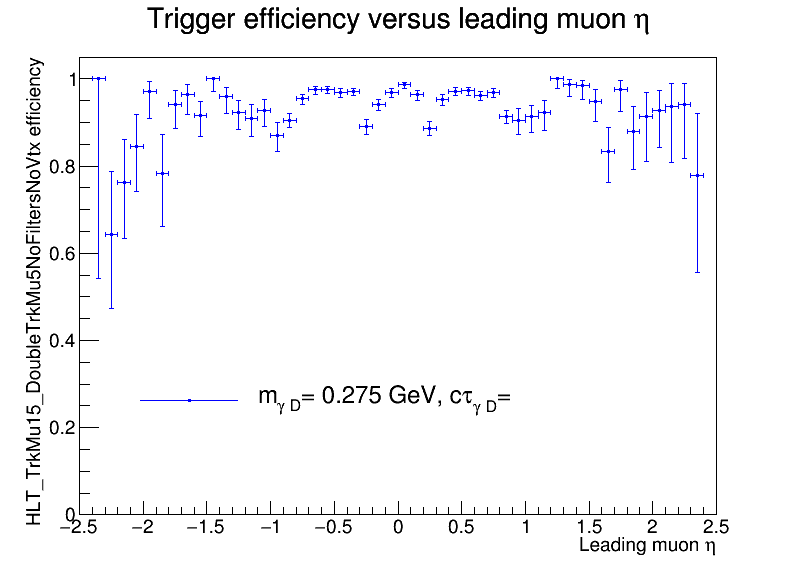 Trigger efficiency versus leading muon η
HLT_TrkMu15_DoubleTrkMu5NoFiltersNoVtx efficiency
1
0.8
0.6
0.4
0.2
0
m_γ D= 0.275 GeV, cτ_γ D=
−2.5 −2 −1.5 −1 −0.5 0 0.5 1 1.5 2 2.5
Leading muon η